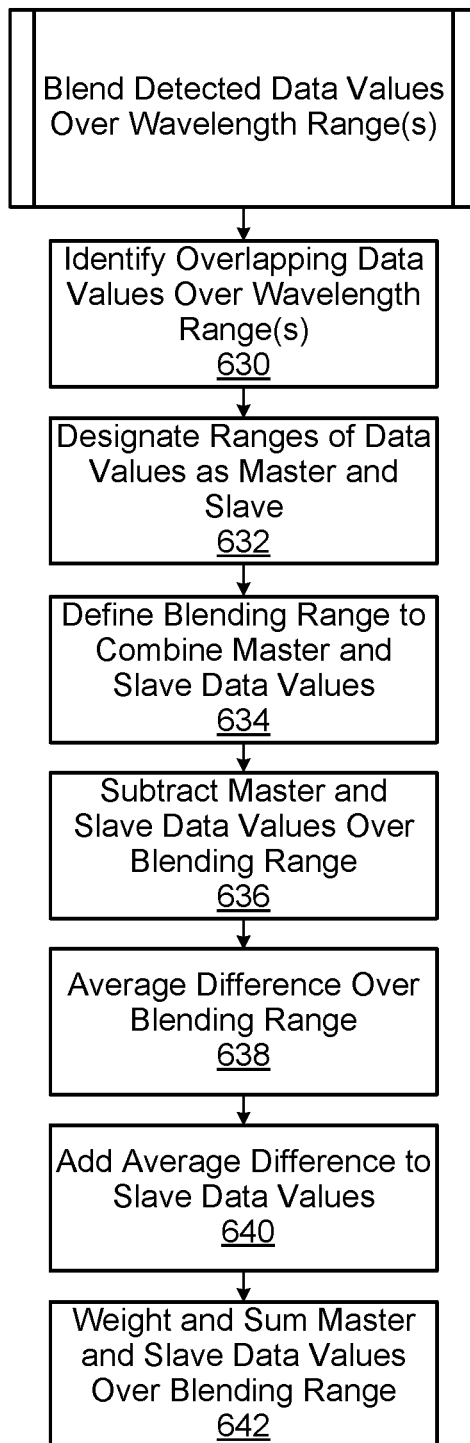 Blend Detected Data Values
Over Wavelength Range(s)
Identify Overlapping Data
Values Over Wavelength
Range(s)
630
Designate Ranges of Data
Values as Master and
Slave
632
Define Blending Range to
Combine Master and
Slave Data Values
634
Subtract Master and
Slave Data Values Over
Blending Range
636
Average Difference Over
Blending Range
638
Add Average Difference to
Slave Data Values
640
Weight and Sum Master
and Slave Data Values
Over Blending Range
642